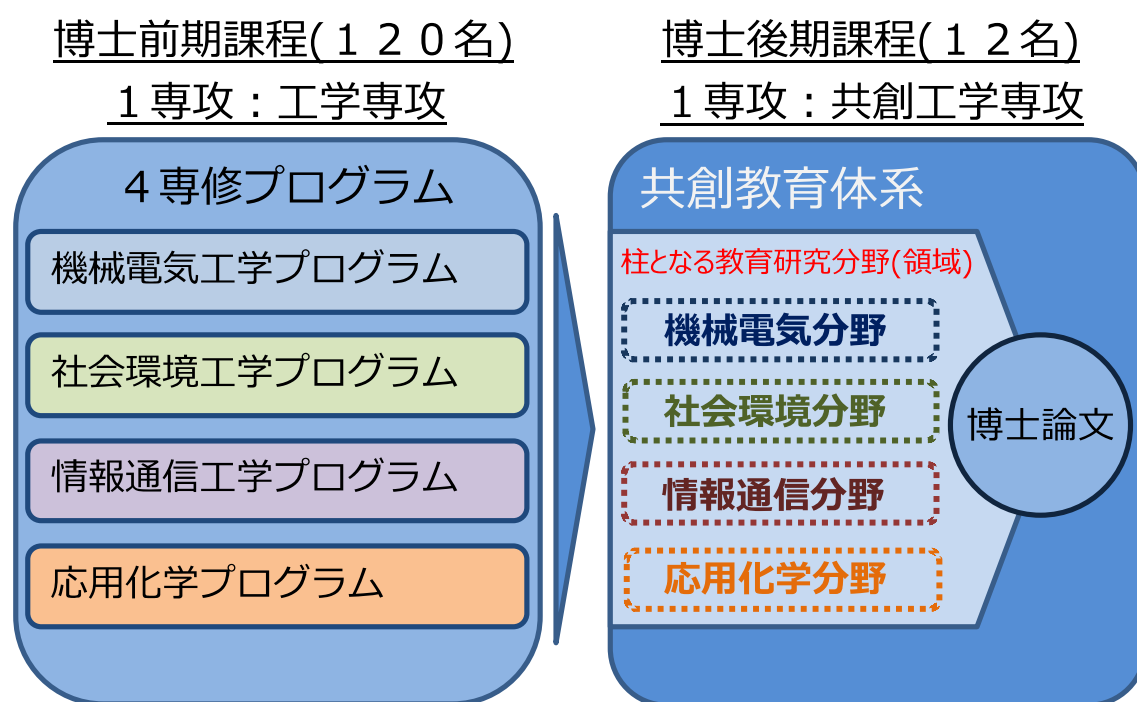 博士前期課程(１２０名)
１専攻：工学専攻
４専修プログラム
機械電気工学プログラム
社会環境工学プログラム
情報通信工学プログラム
応用化学プログラム
博士後期課程(１２名)
１専攻：共創工学専攻
共創教育体系
柱となる教育研究分野(領域)
機械電気分野
社会環境分野
情報通信分野
応用化学分野
博士論文